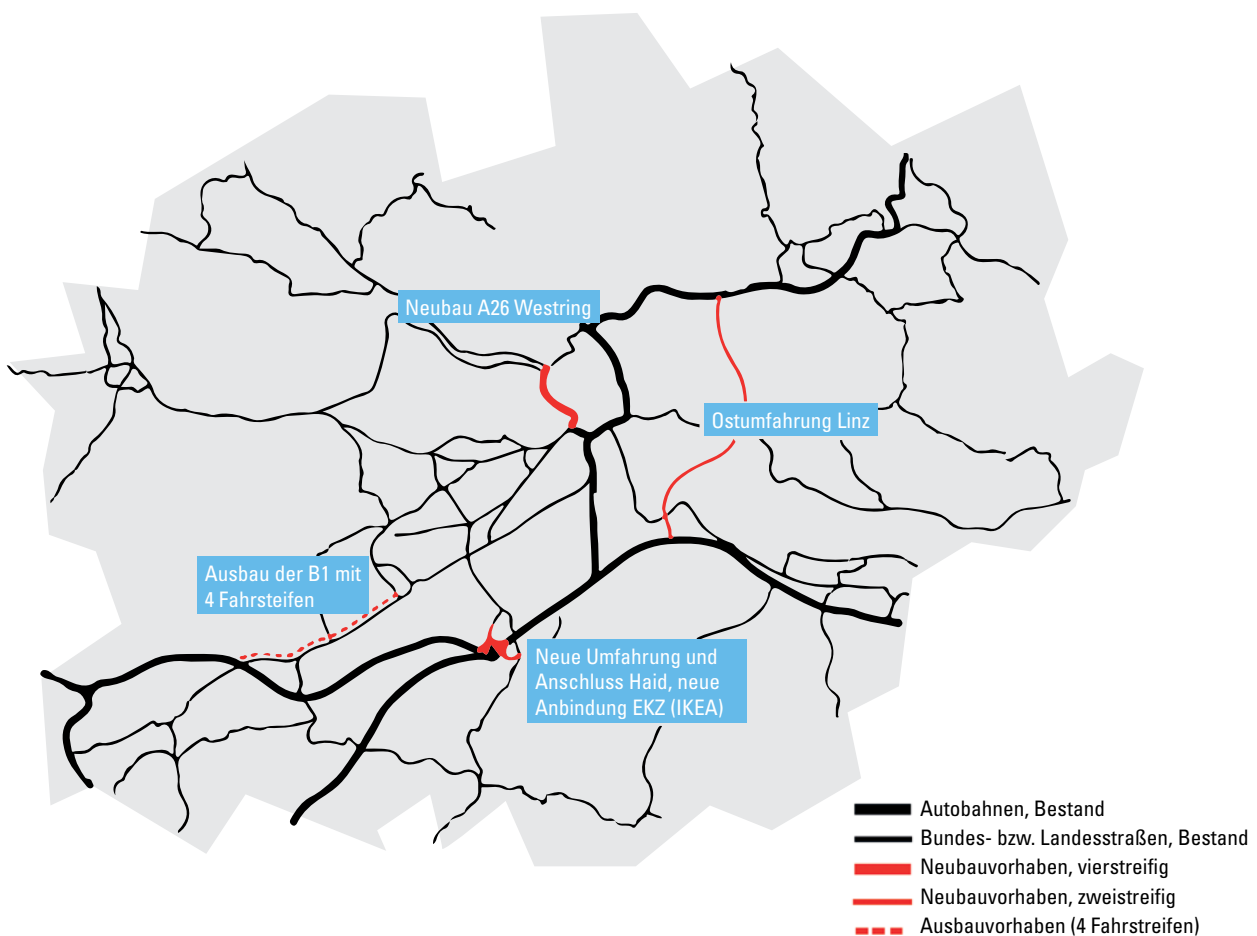 Neubau A26 Westring
Ostumfahrung Linz
Ausbau der B1 mit
4 Fahrsteifen
Neue Umfahrung und
Anschluss Haid, neue
Anbindung EKZ (IKEA)
Autobahnen, Bestand
Bundes- bzw. Landesstraßen, Bestand
Neubauvorhaben, vierstreifig
Neubauvorhaben, zweistreifig
Ausbauvorhaben (4 Fahrstreifen)